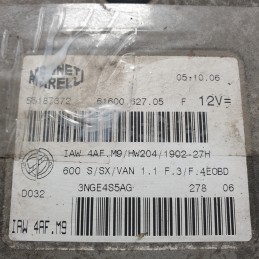 MAGNETI
MARELLI
05-10.06
55187372 61600.927.05 F 12V=
IAW 4AF.M9/HW204/1902-27H
600 S/SX/VAN 1.1 F.3/F.4EOBD
D032 3NGE4S5AG 278 06
IAW 4AF.M9